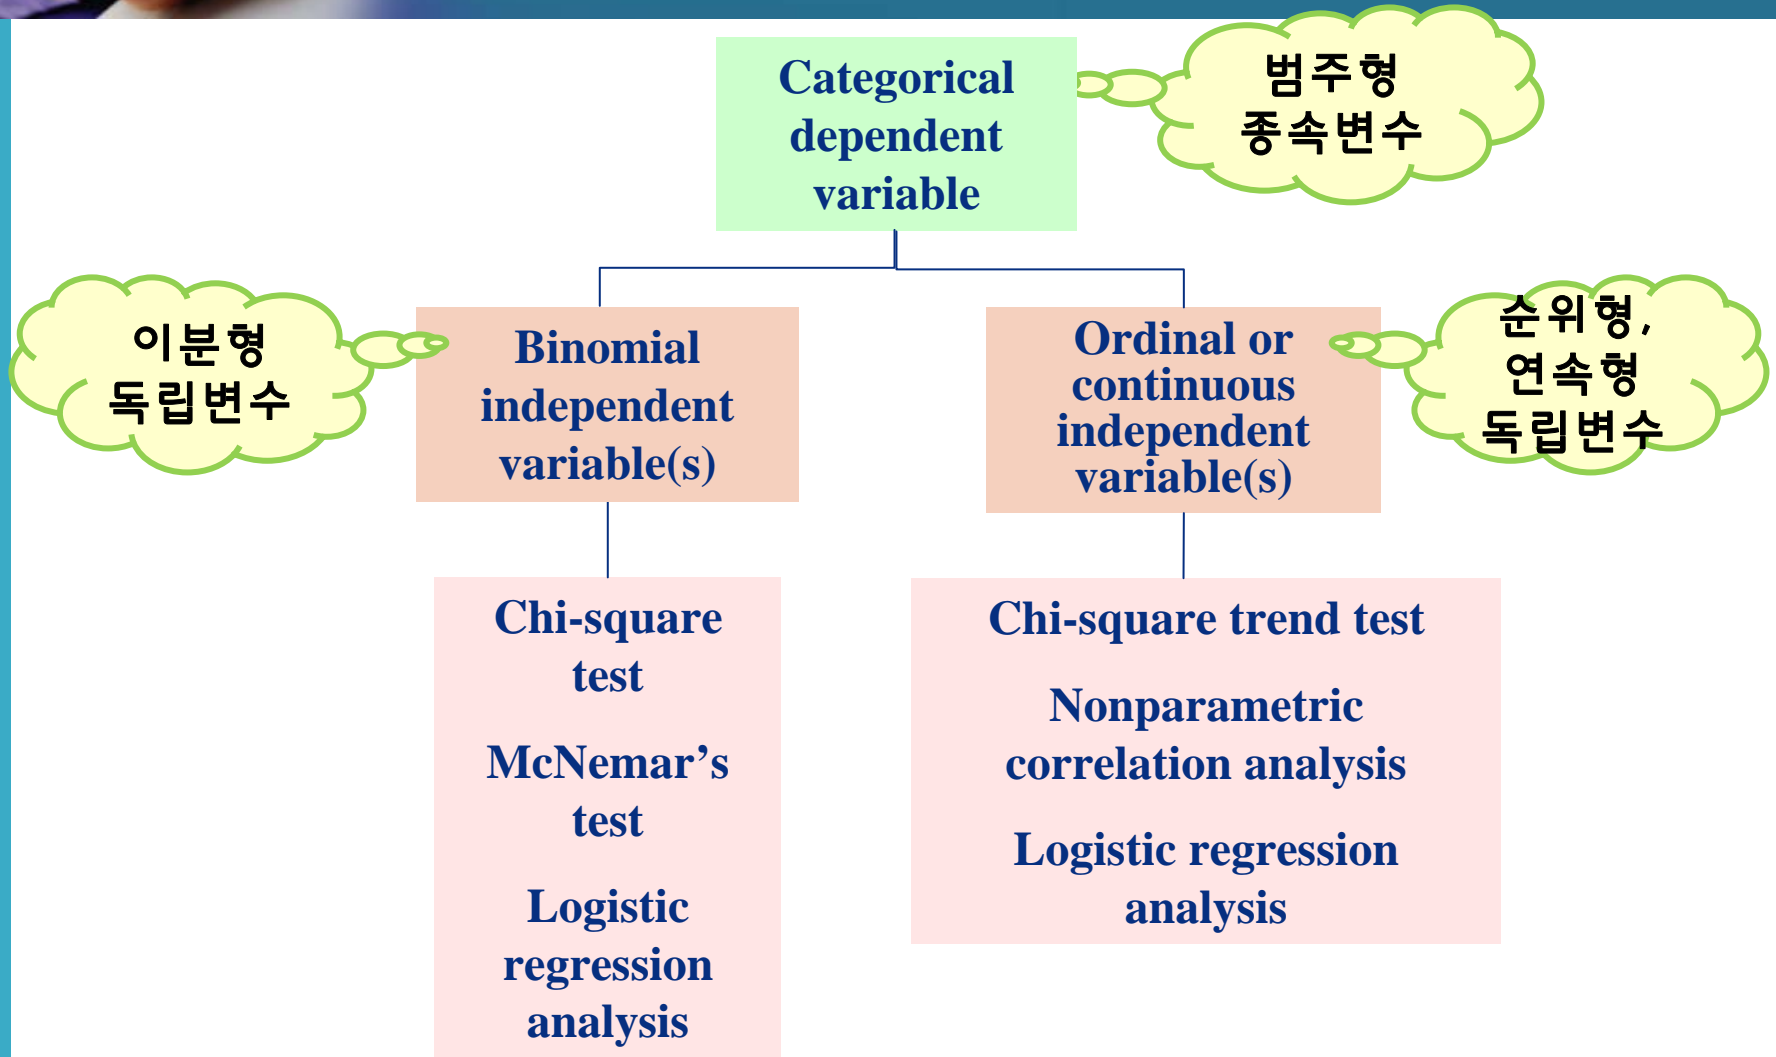 Categorical
dependent
variable
범주형
종속변수
이분형
독립변수
Binomial
independent
variable(s)
Ordinal or
continuous
independent
variable(s)
순위형,
연속형
독립변수
Chi-square
test
McNemar’s
test
Logistic
regression
analysis
Chi-square trend test
Nonparametric
correlation analysis
Logistic regression
analysis